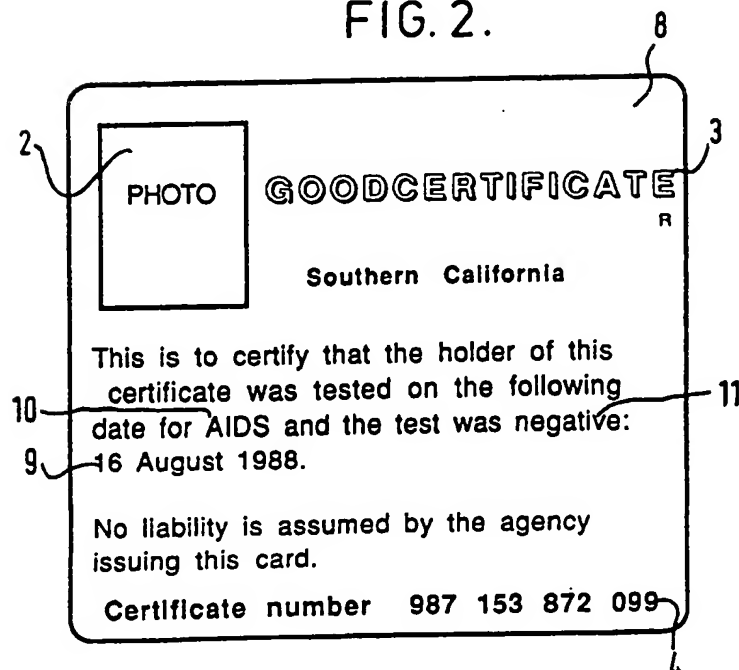 FIG. 2.
8
2
3
PHOTO
GOODCERTIFICATE
R
Southern California
This is to certify that the holder of this
certificate was tested on the following
10
11
date for AIDS and the test was negative:
9
16 August 1988.
No liability is assumed by the agency
issuing this card.
Certificate number 987 153 872 099